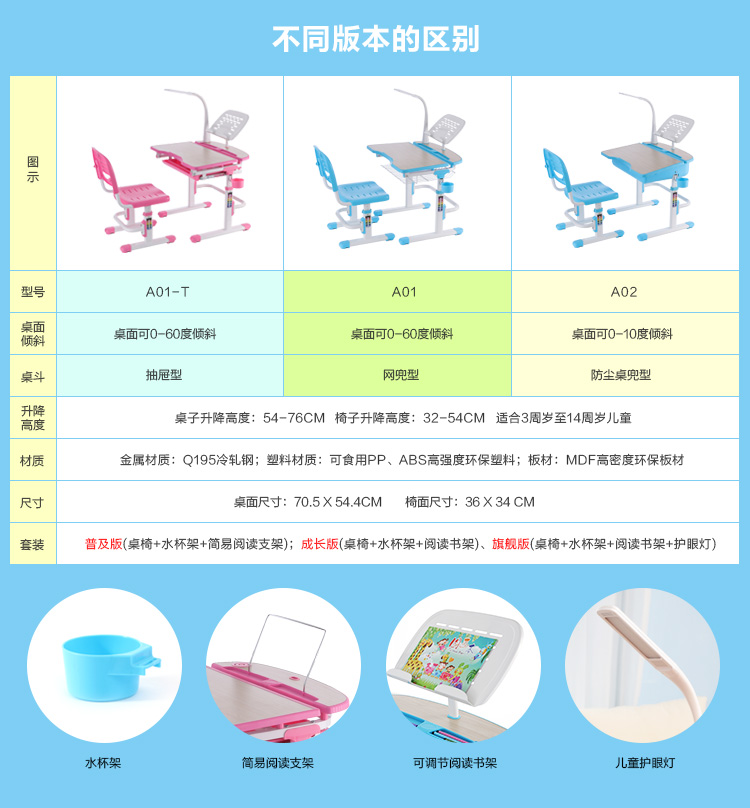 不同版本的区别
图
示
型号 A01-T A01 A02
桌面
倾斜
桌面可0-60度倾斜 桌面可0-60度倾斜 桌面可0-10度倾斜
桌斗 抽屉型 网兜型 防尘桌兜型
升降
高度
桌子升降高度：54-76CM 椅子升降高度：32-54CM 适合3周岁至14周岁儿童
材质 金属材质：Q195冷轧钢；塑料材质：可食用PP、ABS高强度环保塑料；板材：MDF高密度环保板材
尺寸 桌面尺寸：70.5 X 54.4CM 椅面尺寸：36 X 34 CM
套装 普及版(桌椅+水杯架+简易阅读支架)；成长版(桌椅+水杯架+阅读书架)、旗舰版(桌椅+水杯架+阅读书架+护眼灯)
水杯架 简易阅读支架 可调节阅读书架 儿童护眼灯